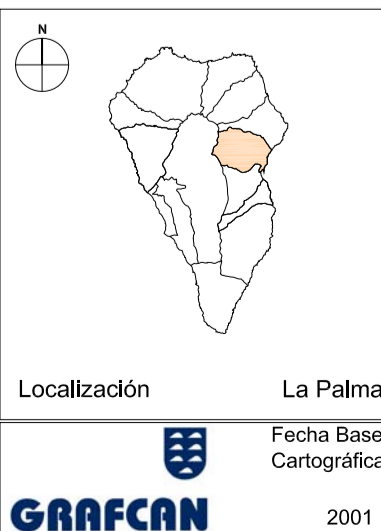 N
Localización La Palma
Fecha Base
Cartográfica
GRAFCAN 2001